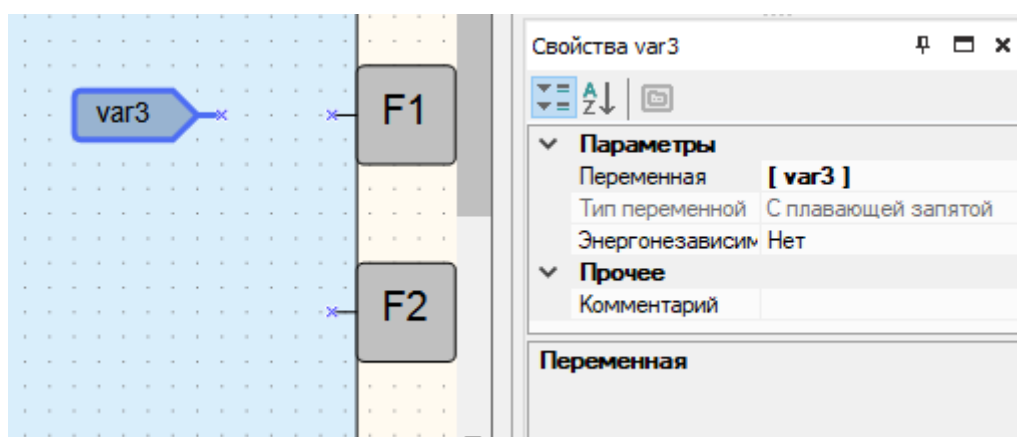 var3
F1
F2
Свойства var3
Параметры
Переменная [ var3 ]
Тип переменной С плавающей запятой
Энергонезависим Нет
Прочее
Комментарий
Переменная